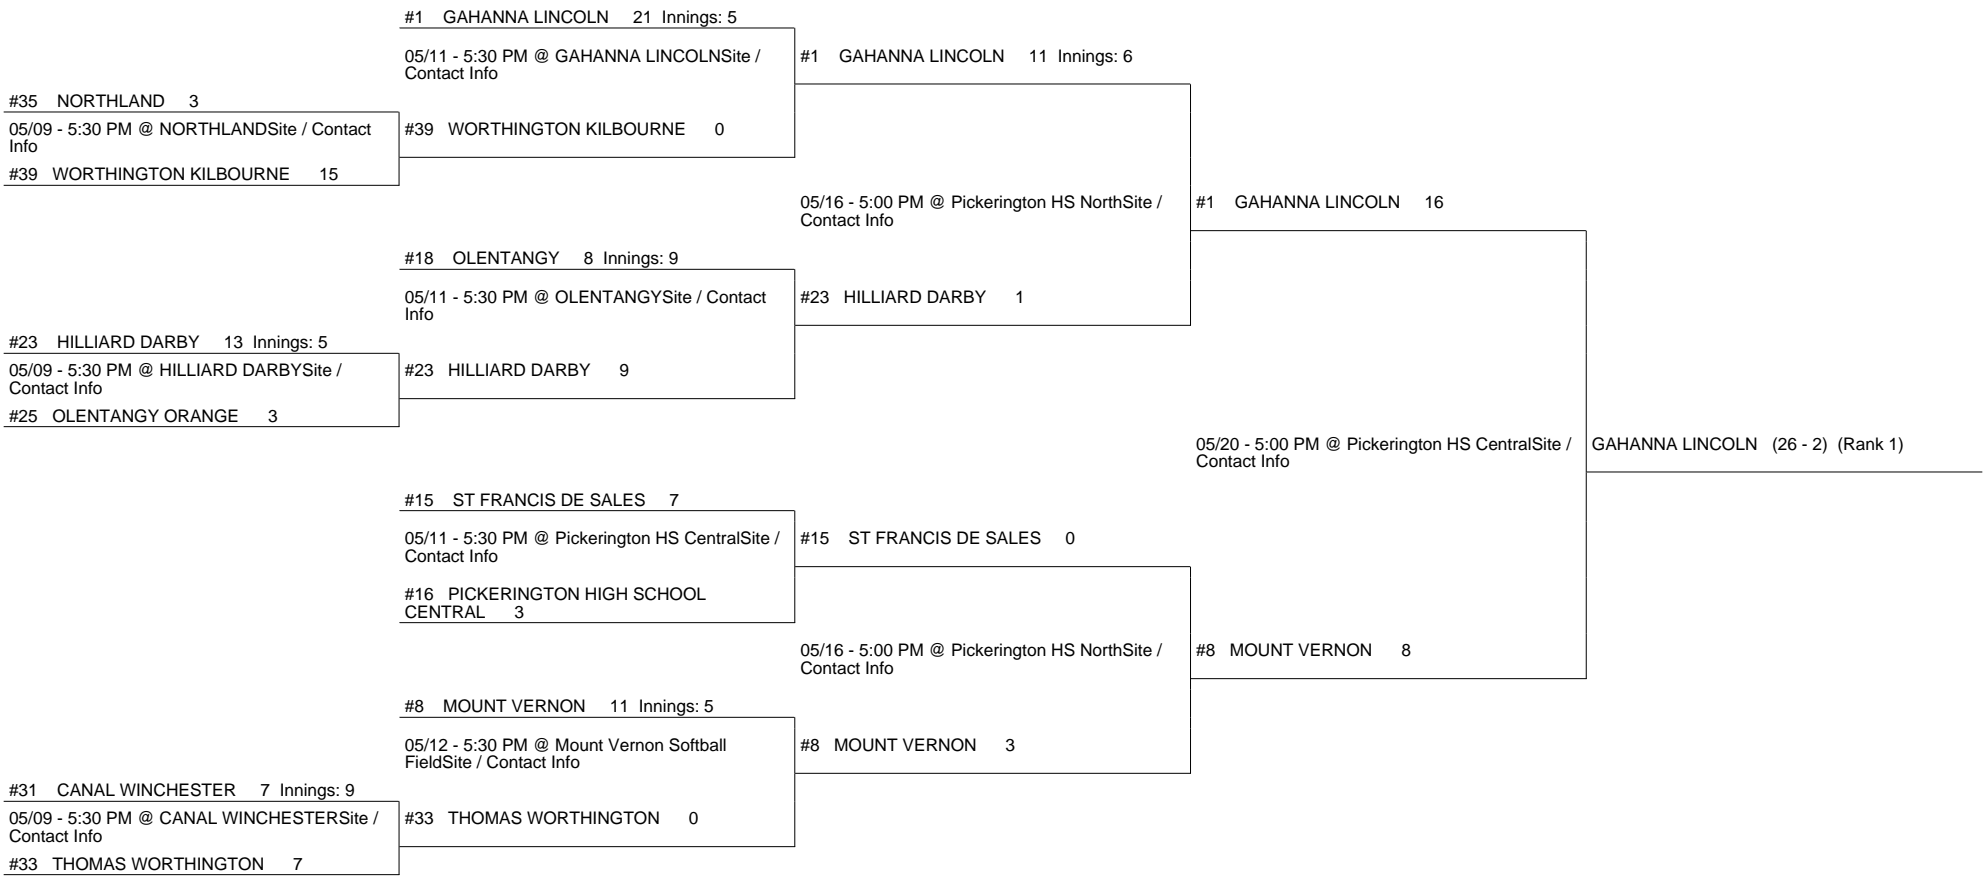 #1 GAHANNA LINCOLN 21 Innings: 5
05/11 - 5:30 PM @ GAHANNA LINCOLNSite /
Contact Info
#1 GAHANNA LINCOLN 11 Innings: 6
#35 NORTHLAND 3
05/09 - 5:30 PM @ NORTHLANDSite / Contact
Info
#39 WORTHINGTON KILBOURNE 0
#39 WORTHINGTON KILBOURNE 15
05/16 - 5:00 PM @ Pickerington HS NorthSite /
Contact Info
#1 GAHANNA LINCOLN 16
#18 OLENTANGY 8 Innings: 9
05/11 - 5:30 PM @ OLENTANGYSite / Contact
Info
#23 HILLIARD DARBY 1
#23 HILLIARD DARBY 13 Innings: 5
05/09 - 5:30 PM @ HILLIARD DARBYSite /
Contact Info
#23 HILLIARD DARBY 9
#25 OLENTANGY ORANGE 3
05/20 - 5:00 PM @ Pickerington HS CentralSite /
Contact Info
GAHANNA LINCOLN (26 - 2) (Rank 1)
#15 ST FRANCIS DE SALES 7
05/11 - 5:30 PM @ Pickerington HS CentralSite /
Contact Info
#15 ST FRANCIS DE SALES 0
#16 PICKERINGTON HIGH SCHOOL
CENTRAL 3
05/16 - 5:00 PM @ Pickerington HS NorthSite /
Contact Info
#8 MOUNT VERNON 8
#8 MOUNT VERNON 11 Innings: 5
05/12 - 5:30 PM @ Mount Vernon Softball
FieldSite / Contact Info
#8 MOUNT VERNON 3
#31 CANAL WINCHESTER 7 Innings: 9
05/09 - 5:30 PM @ CANAL WINCHESTERSite /
Contact Info
#33 THOMAS WORTHINGTON 0
#33 THOMAS WORTHINGTON 7